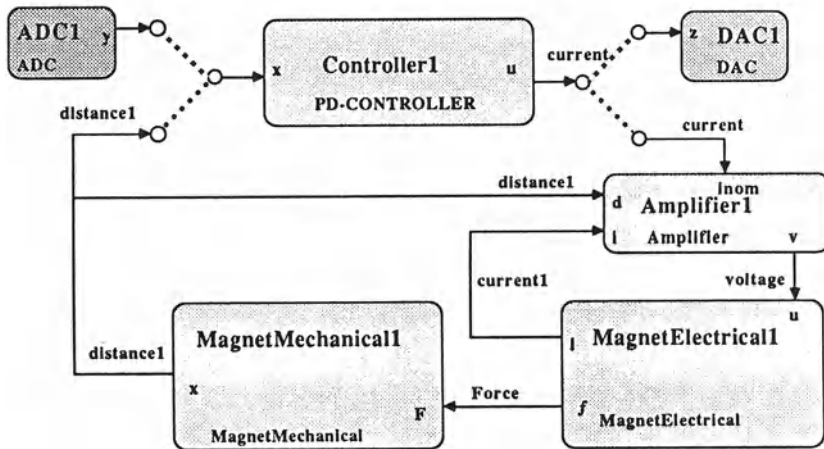 ADC1
y
ADC
Controller1
x
u
PD-CONTROLLER
current
z
DAC1
DAC
distance1
current
distance1
Inom
d
Amplifier1
I
Amplifier
v
current1
voltage
u
MagnetMechanical1
MagnetElectrical1
distance1
I
x
Force
F
f
MagnetElectrical
MagnetMechanical